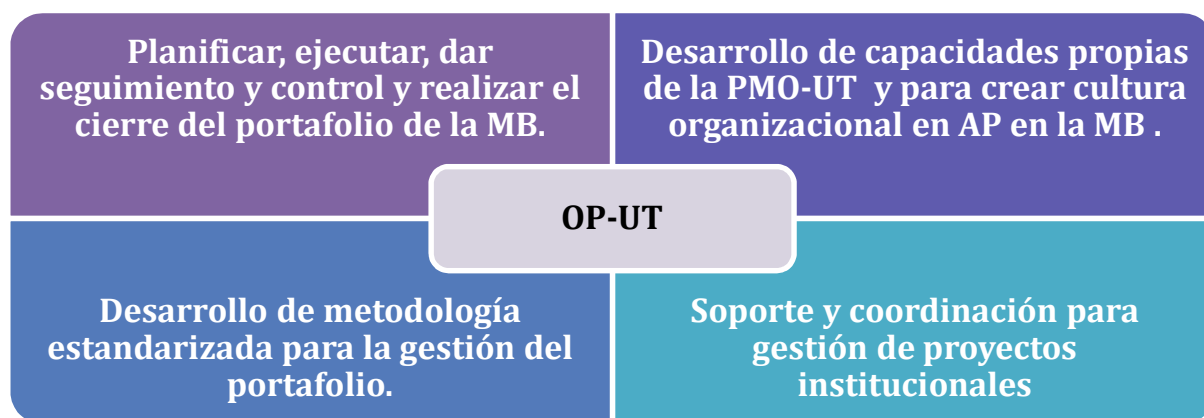 Planificar, ejecutar, dar
seguimiento y control y realizar el
cierre del portafolio de la MB.
Desarrollo de capacidades propias
de la PMO-UT y para crear cultura
organizacional en AP en la MB .
OP-UT
Desarrollo de metodología
estandarizada para la gestión del
portafolio.
Soporte y coordinación para
gestión de proyectos
institucionales